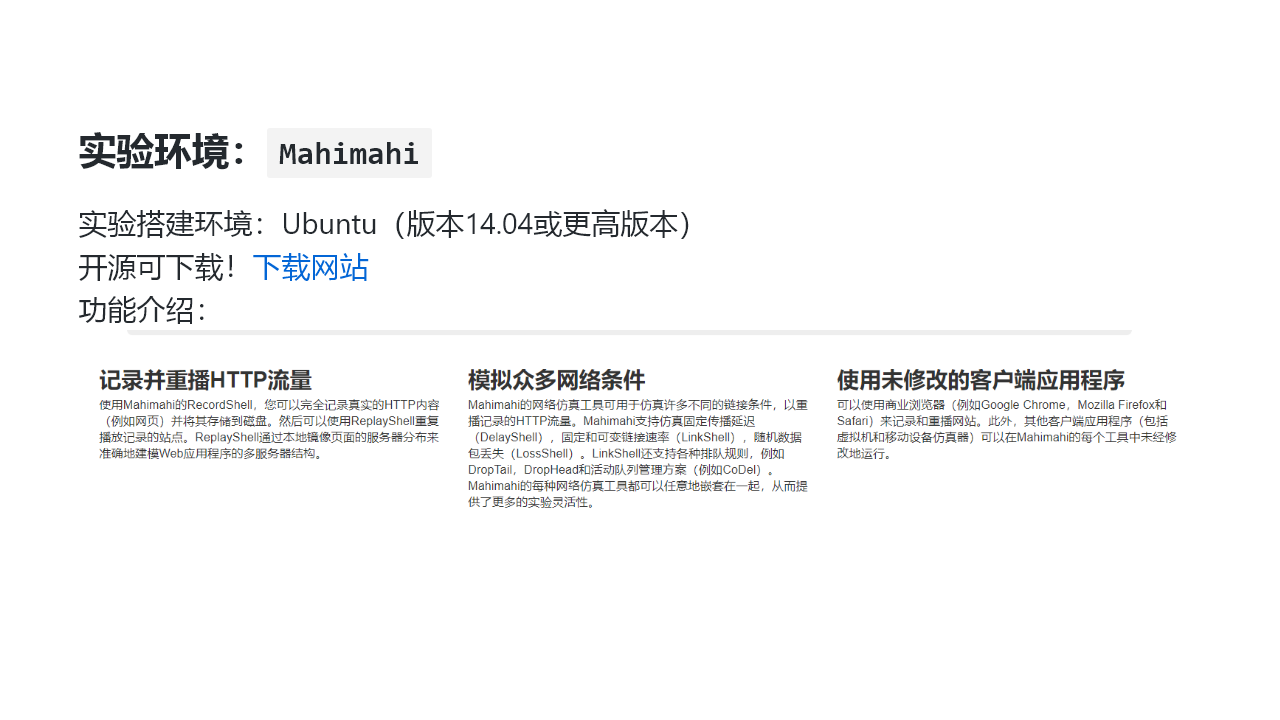 实验环境：Mahimahi
实验搭建环境：Ubuntu（版本14.04或更高版本）
开源可下载！下载网站
功能介绍：
记录并重播HTTP流量
使用Mahimahi的RecordShell，您可以完全记录真实的HTTP内容
（例如网页）并将其存储到磁盘。然后可以使用ReplayShell重复
播放记录的站点。ReplayShell通过本地镜像页面的服务器分布来
准确地建模Web应用程序的多服务器结构。
模拟众多网络条件
Mahimahi的网络仿真工具可用于仿真许多不同的链接条件，以重
播记录的HTTP流量。Mahimahi支持仿真固定传播延迟
（DelayShell），固定和可变链接速率（LinkShell），随机数据
包丢失（LossShell）。LinkShell还支持各种排队规则，例如
DropTail，DropHead和活动队列管理方案（例如CoDel）。
Mahimahi的每种网络仿真工具都可以任意地嵌套在一起，从而提
供了更多的实验灵活性。
使用未修改的客户端应用程序
可以使用商业浏览器（例如Google Chrome，Mozilla Firefox和
Safari）来记录和重播网站。此外，其他客户端应用程序（包括
虚拟机和移动设备仿真器）可以在Mahimahi的每个工具中未经修
改地运行。